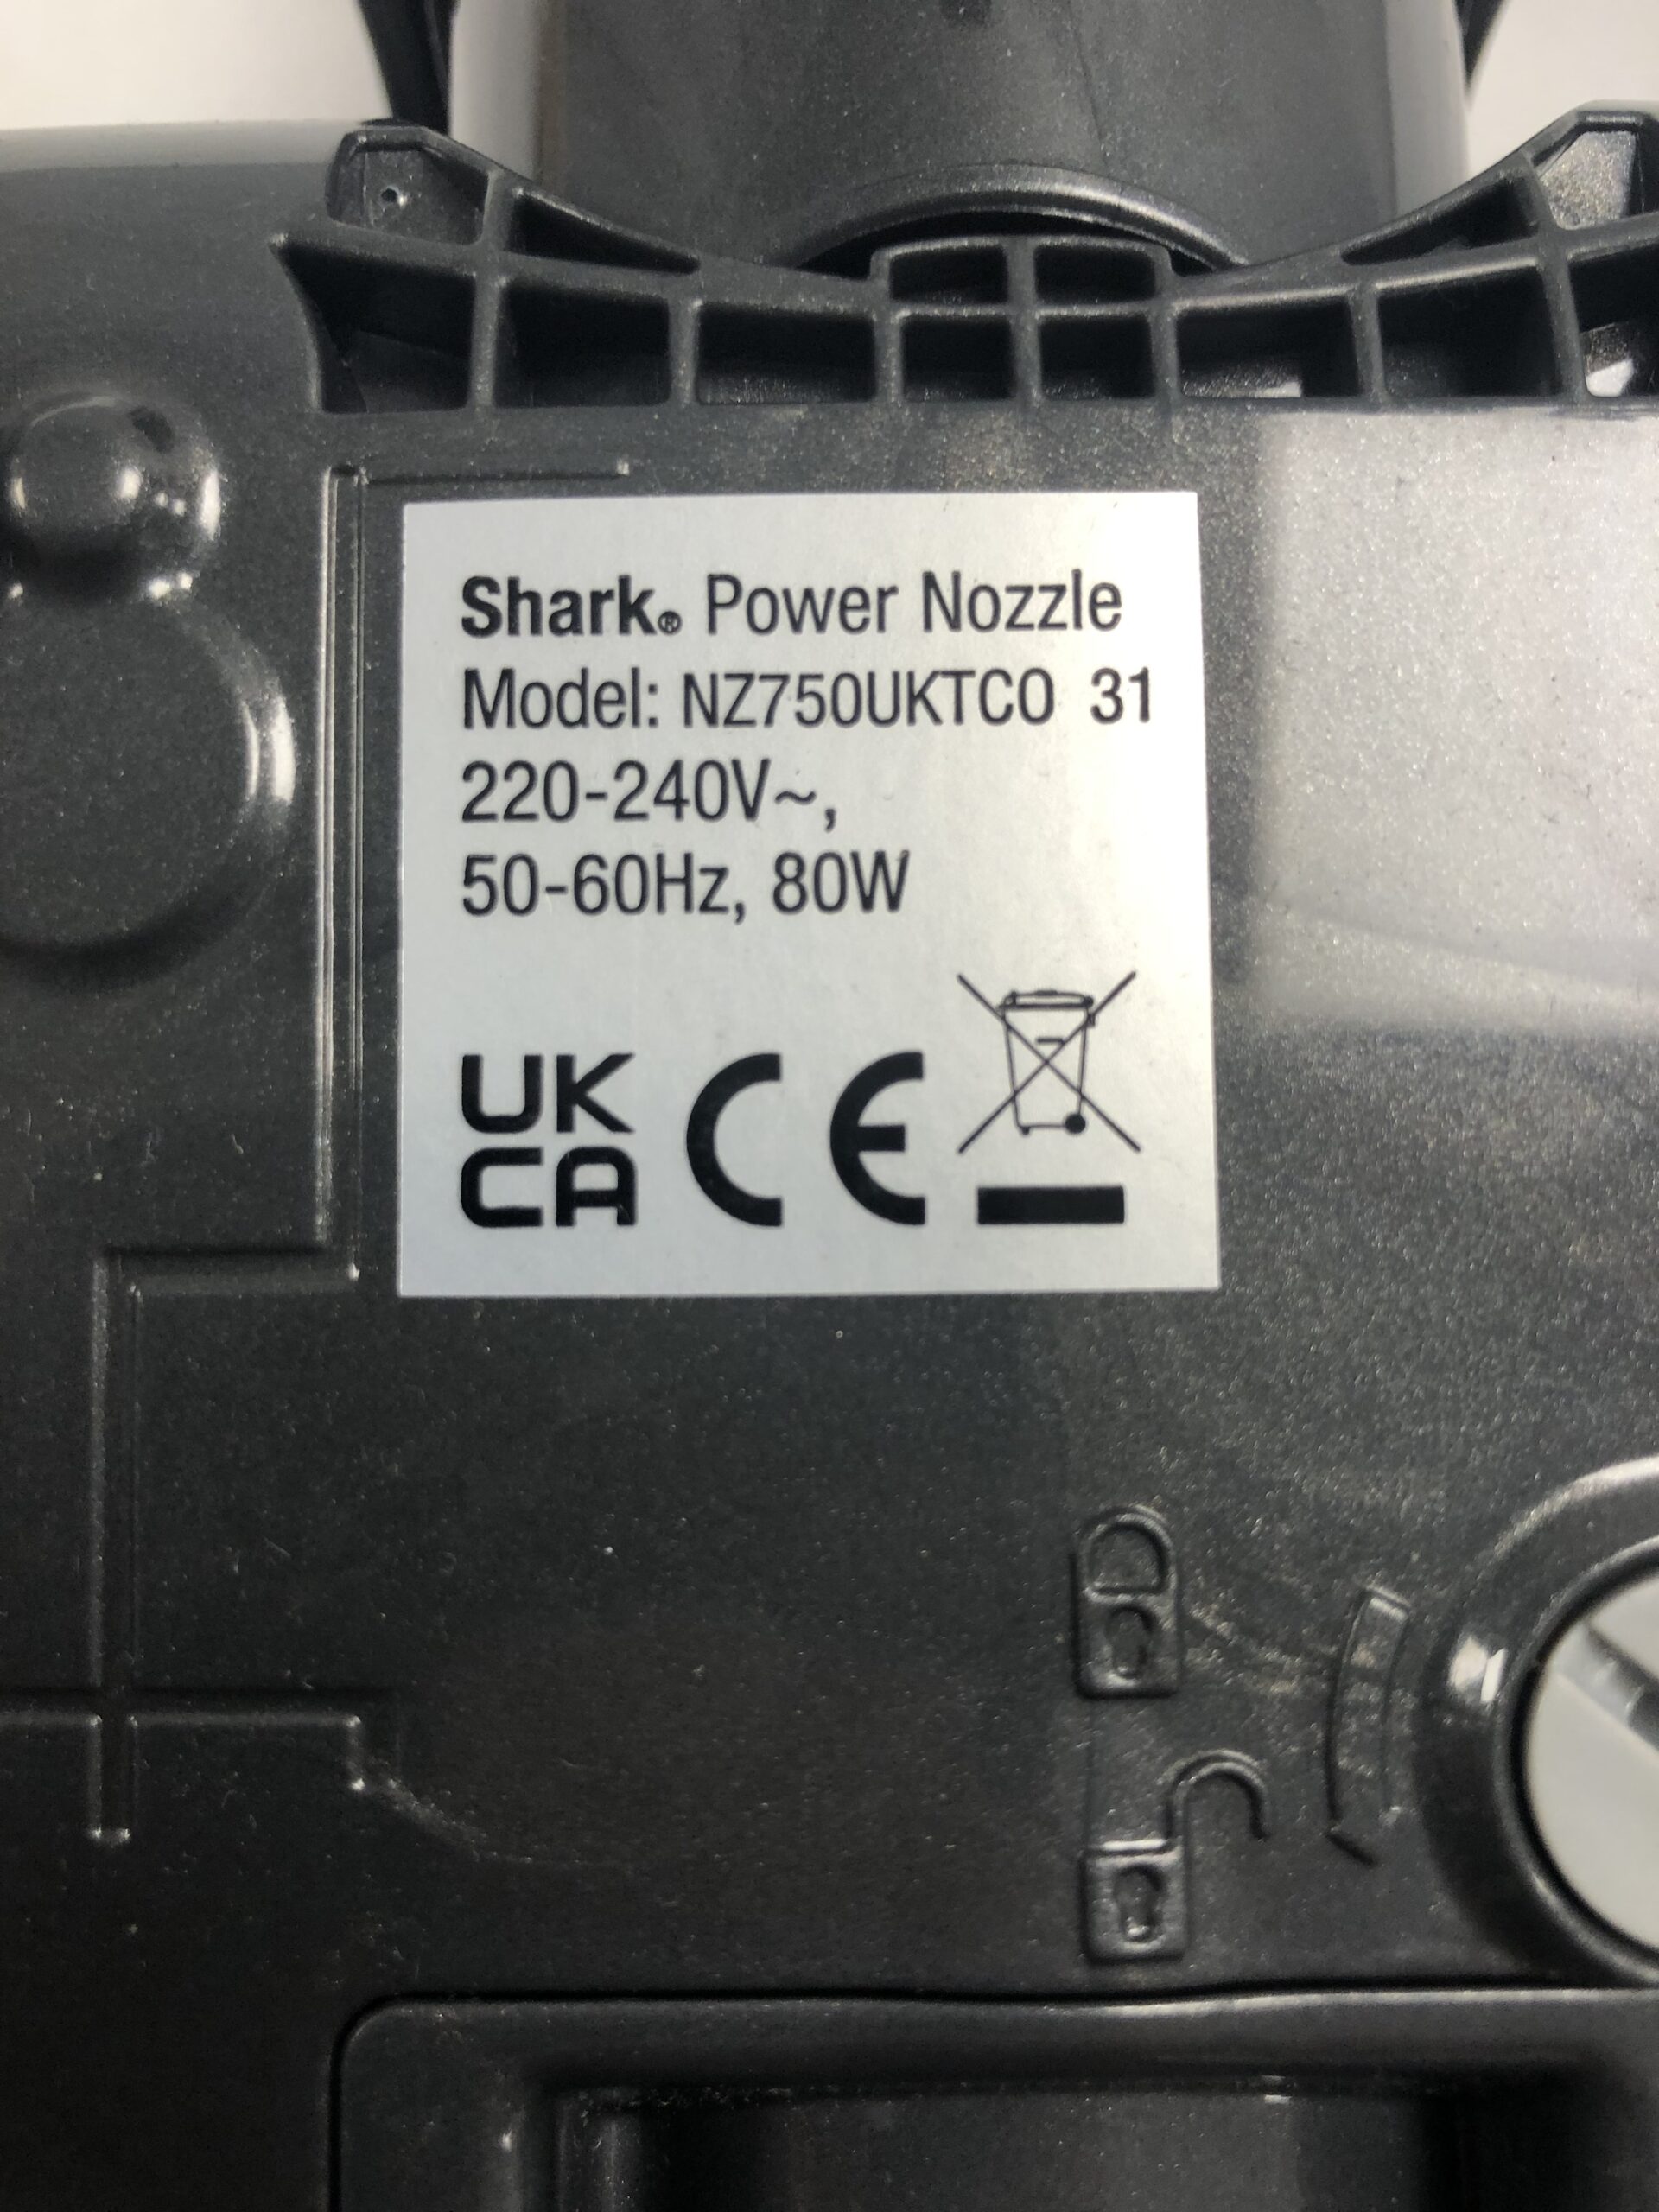 Shark® Power Nozzle
Model: NZ750UKTCO 31
220-240V~,
50-60Hz, 80W
UK
CA CE